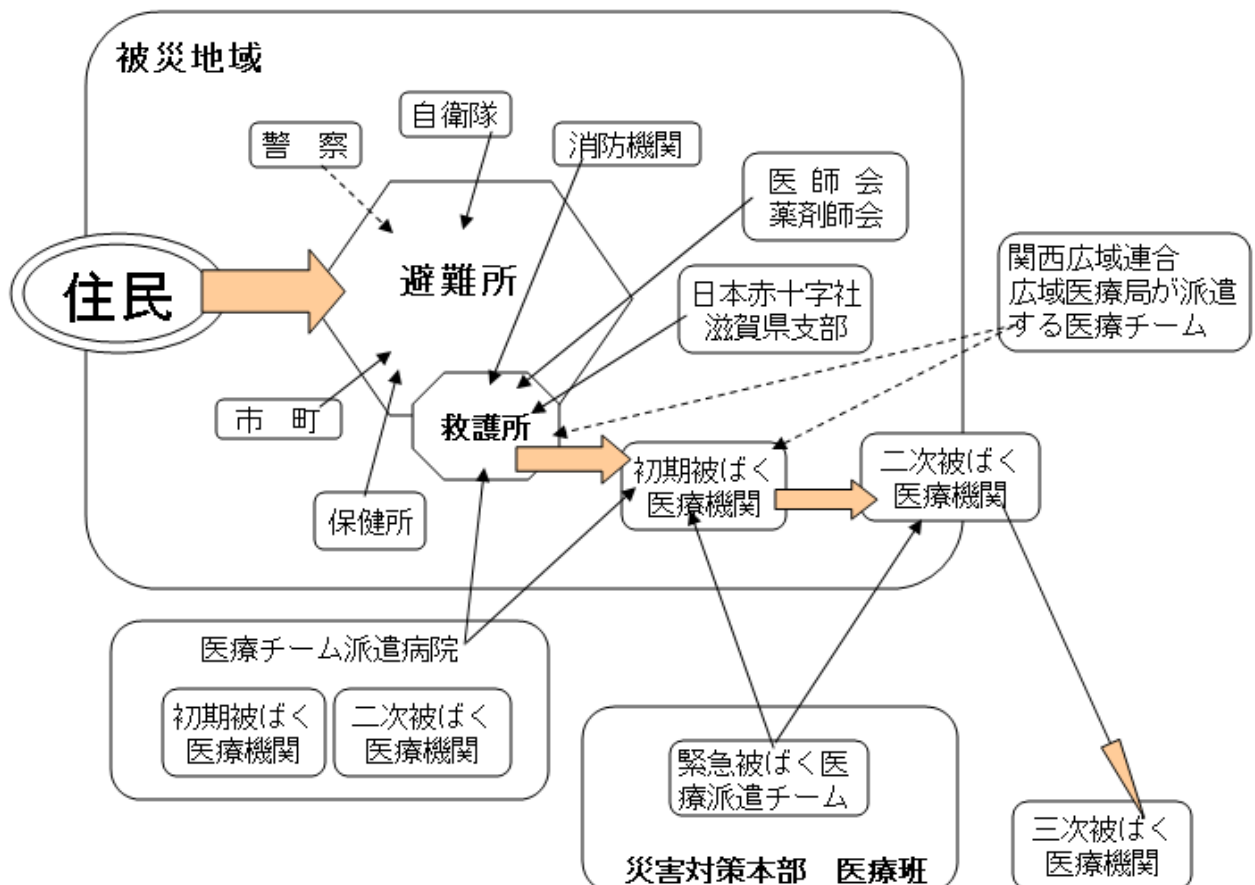 被災地域
自衛隊
警　察
消防機関
医 師 会
薬剤師会
住民
避難所
日本赤十字社
滋賀県支部
関西広域連合
広域医療局が派遣
する医療チーム
市　町
救護所
保健所
初期被ばく
医療機関
二次被ばく
医療機関
医療チーム派遣病院
初期被ばく
医療機関
二次被ばく
医療機関
緊急被ばく医
療派遣チーム
災害対策本部　医療班
三次被ばく
医療機関